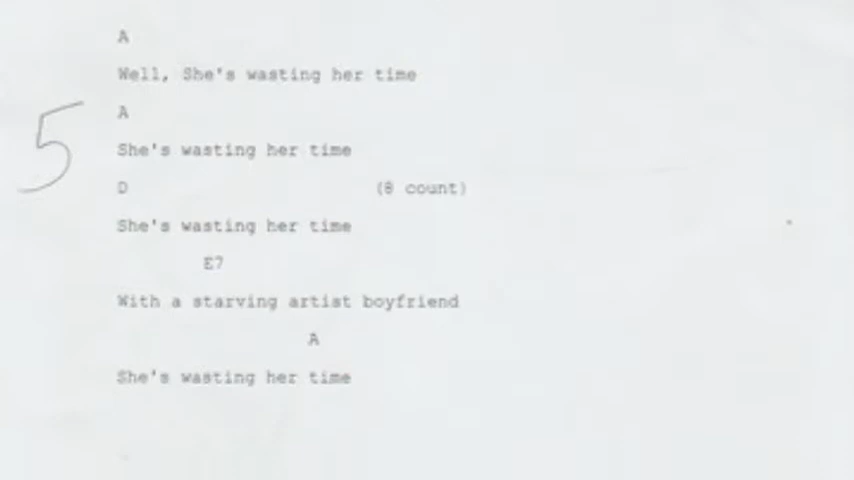 A
Well, She's wasting her time
5
A
She's wasting her time
D (8 count)
She's wasting her time
E7
With a starving artist boyfriend
A
She's wasting her time